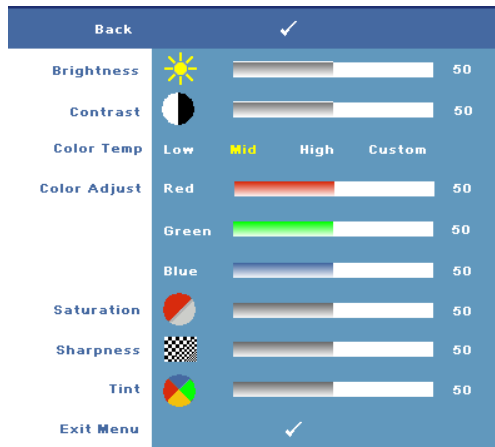 Back
Brightness 50
Contrast 50
Color Temp Low Mid High Custom
Color Adjust Red 50
Green 50
Blue 50
Saturation 50
Sharpness 50
Tint 50
Exit Menu